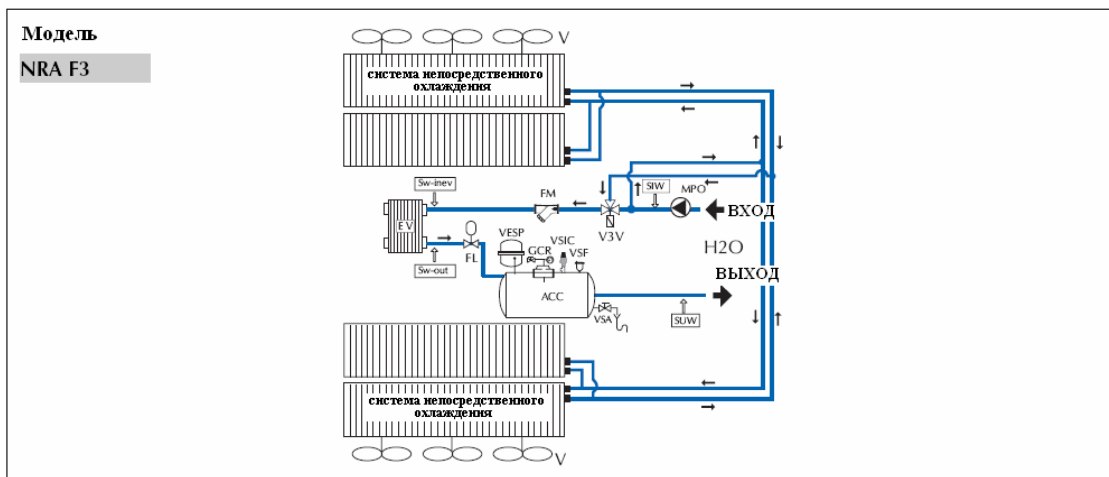 Модель
NRA F3
V
система непосредственного
охлаждения
Sw-inev
FM
SIW
MPO
ВХОД
EV
V3V
VESP
GCR
VSIC
VSF
H2O
FL
ВЫХОД
Sw-out
ACC
VSA
SUW
система непосредственного
охлаждения
V